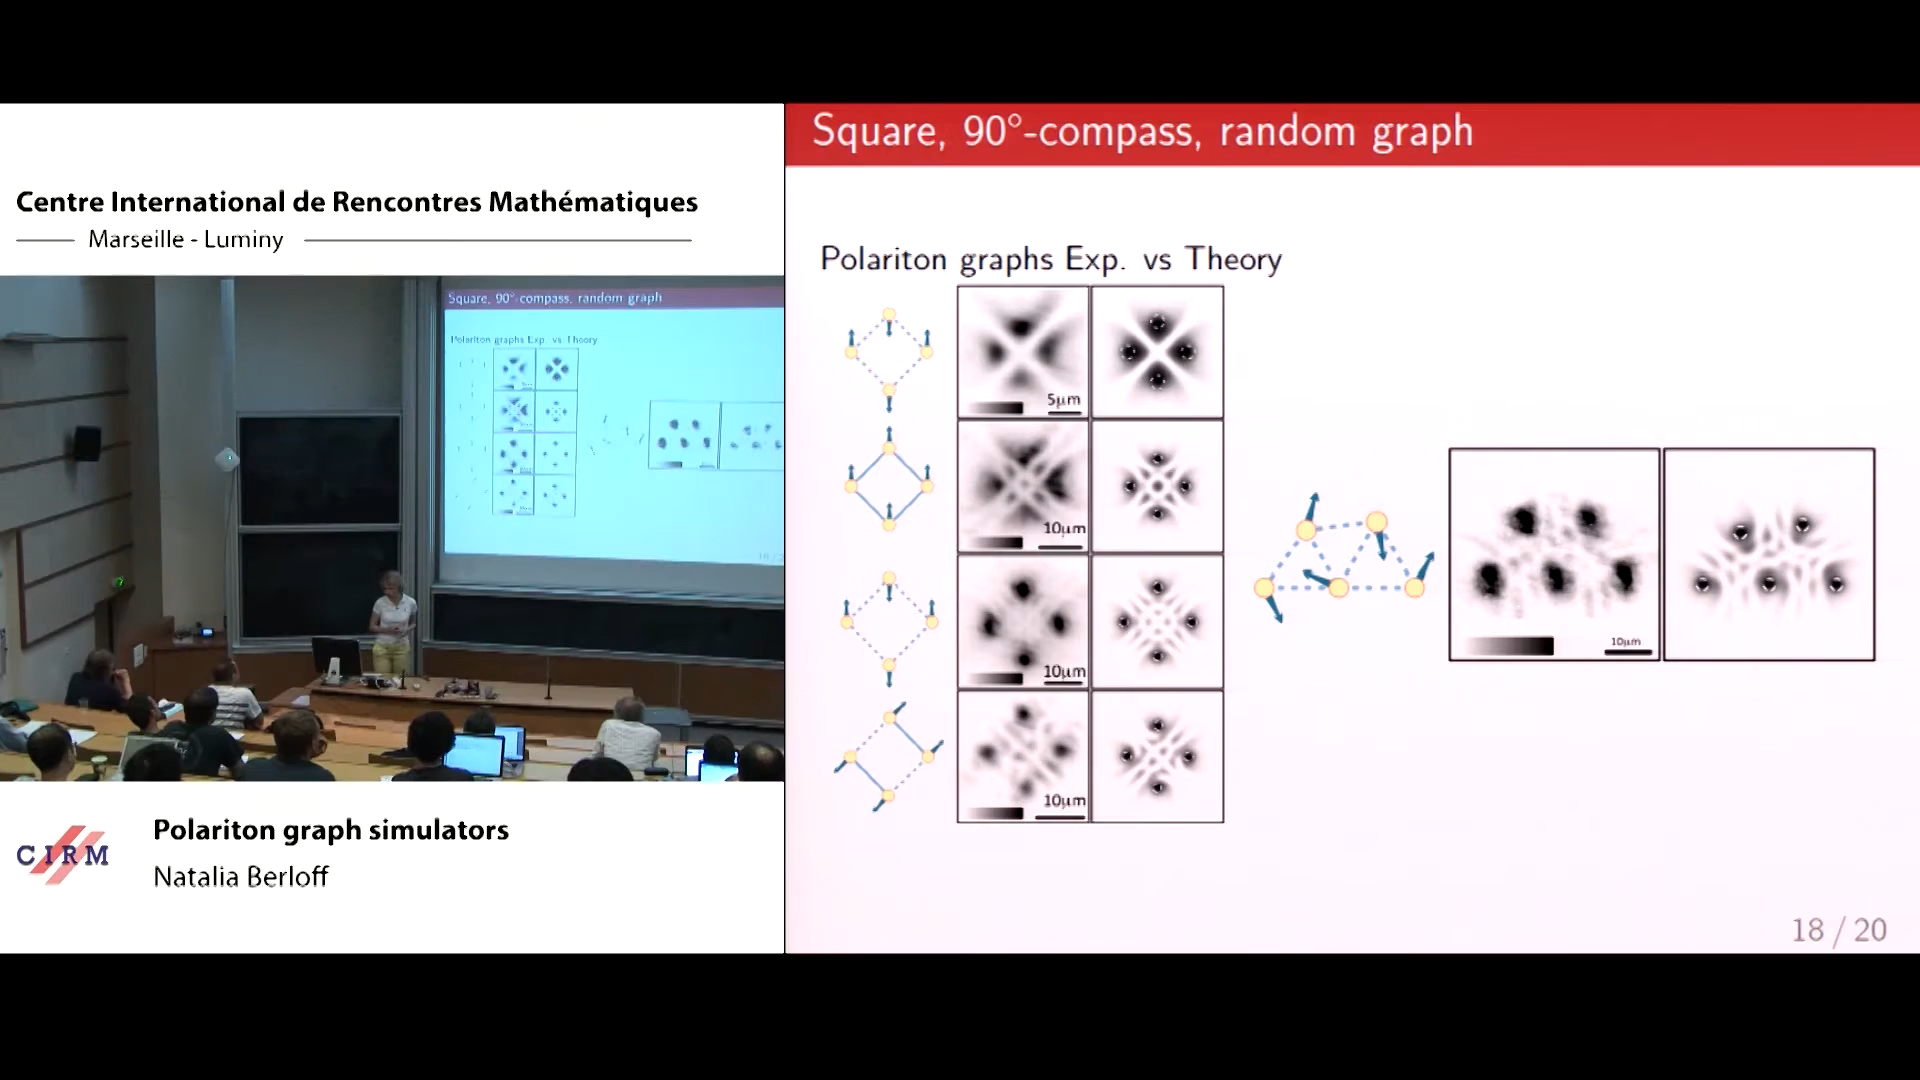 Centre International de Rencontres Mathématiques
Marseille - Luminy
Square, 90°-compass, random graph
Polariton graphs Exp. vs Theory
Polariton graph simulators
Natalia Berloff
CIRM
Square, 90°-compass, random graph
Polariton graphs Exp. vs Theory
5μm
10μm
10μm
10μm
10μm
18 / 20